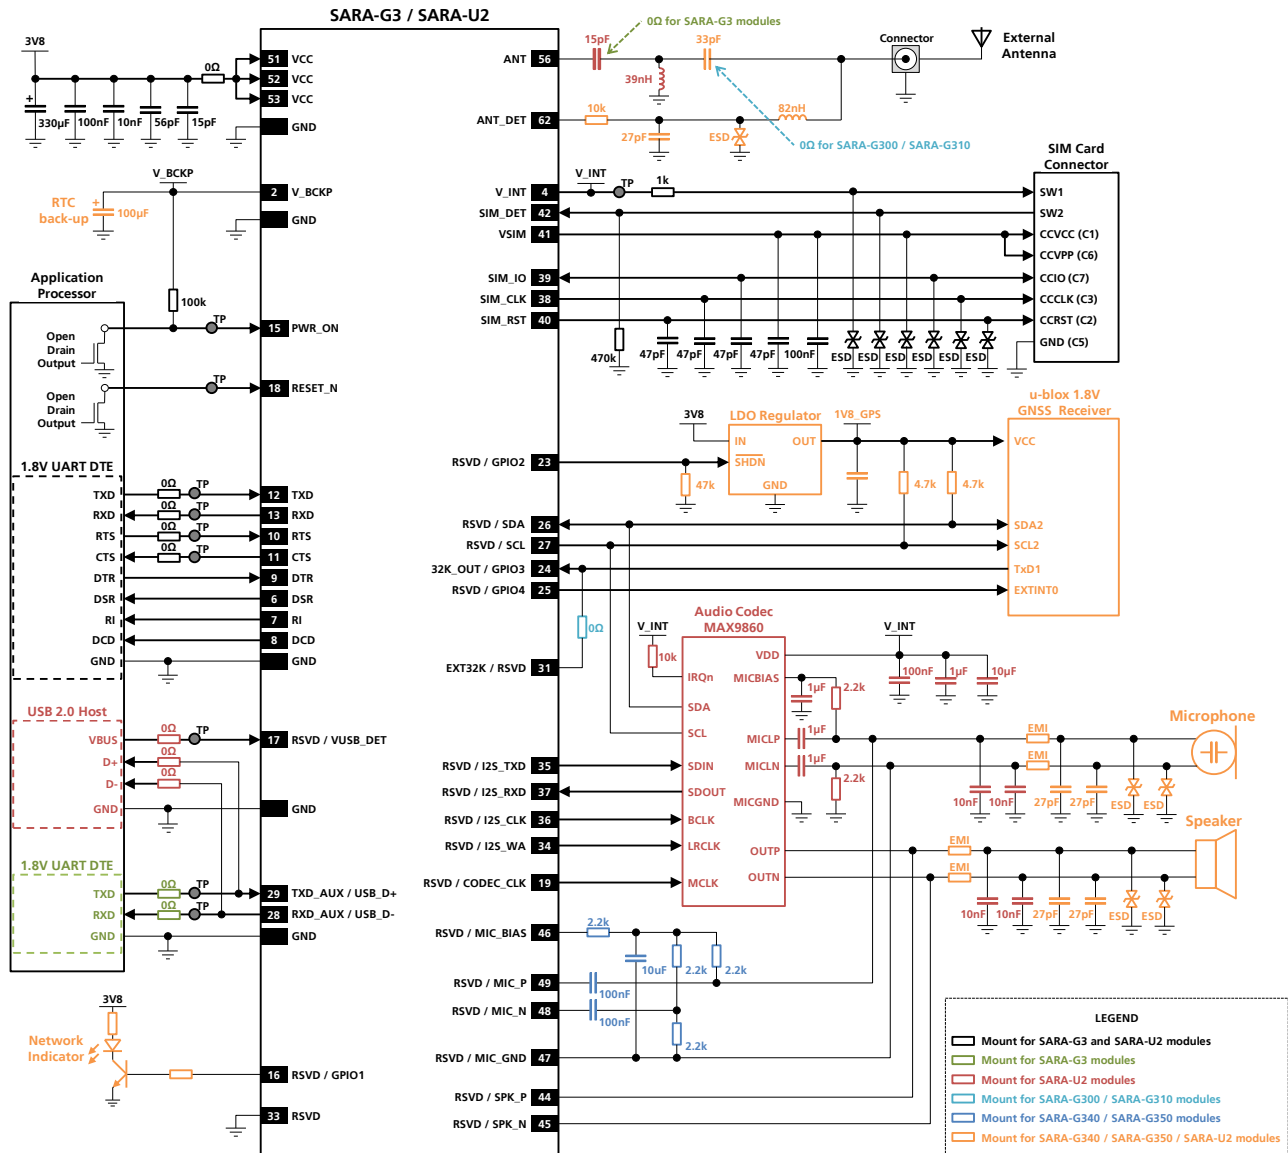 SARA-G3 / SARA-U2
3V8
0Ω
+
330µF
100nF
10nF
56pF
15pF
51 VCC
52 VCC
53 VCC
GND
V_BCKP
2 V_BCKP
GND
RTC
back-up
+
100µF
Application
Processor
100k
Open
Drain
Output
TP
15 PWR_ON
Open
Drain
Output
TP
18 RESET_N
1.8V UART DTE
TXD 0Ω TP 12 TXD
RXD 0Ω TP 13 RXD
RTS 0Ω TP 10 RTS
CTS 0Ω TP 11 CTS
DTR 9 DTR
DSR 6 DSR
RI 7 RI
DCD 8 DCD
GND GND
USB 2.0 Host
VBUS 0Ω TP 17 RSVD / VUSB_DET
D+ 0Ω
D- 0Ω
GND GND
1.8V UART DTE
TXD 0Ω TP 29 TXD_AUX / USB_D+
RXD 0Ω TP 28 RXD_AUX / USB_D-
GND GND
3V8
Network
Indicator
16 RSVD / GPIO1
33 RSVD
ANT 56
15pF
0Ω for SARA-G3 modules
33pF
39nH
Connector
External
Antenna
ANT_DET 62
10k
27pF
ESD
82nH
0Ω for SARA-G300 / SARA-G310
SIM Card
Connector
V_INT 4
V_INT
TP
1k
SW1
SIM_DET 42
SW2
VSIM 41
CCVCC (C1)
CCVPP (C6)
SIM_IO 39
CCIO (C7)
SIM_CLK 38
CCCLK (C3)
SIM_RST 40
CCRST (C2)
GND (C5)
470k
47pF
47pF
47pF
47pF
100nF
ESD
ESD
ESD
ESD
ESD
ESD
u-blox 1.8V
GNSS Receiver
3V8
LDO Regulator
1V8_GPS
IN
OUT
VCC
RSVD / GPIO2 23
SHDN
GND
47k
4.7k
4.7k
RSVD / SDA 26
SDA2
RSVD / SCL 27
SCL2
32K_OUT / GPIO3 24
TxD1
RSVD / GPIO4 25
EXTINT0
0Ω
EXT32K / RSVD 31
Audio Codec
MAX9860
V_INT
10k
V_INT
VDD
100nF
1µF
10µF
IRQn
MICBIAS
1µF
2.2k
SDA
SCL
MICLP
1µF
MICLN
1µF
2.2k
MICGND
RSVD / I2S_TXD 35
SDIN
RSVD / I2S_RXD 37
SDOUT
RSVD / I2S_CLK 36
BCLK
RSVD / I2S_WA 34
LRCLK
RSVD / CODEC_CLK 19
MCLK
OUTP
OUTN
Microphone
EMI
EMI
10nF
10nF
27pF
27pF
ESD
ESD
Speaker
EMI
EMI
10nF
10nF
27pF
27pF
ESD
ESD
RSVD / MIC_BIAS 46
2.2k
10uF
2.2k
2.2k
RSVD / MIC_P 49
100nF
RSVD / MIC_N 48
100nF
2.2k
RSVD / MIC_GND 47
RSVD / SPK_P 44
RSVD / SPK_N 45
LEGEND
Mount for SARA-G3 and SARA-U2 modules
Mount for SARA-G3 modules
Mount for SARA-U2 modules
Mount for SARA-G300 / SARA-G310 modules
Mount for SARA-G340 / SARA-G350 modules
Mount for SARA-G340 / SARA-G350 / SARA-U2 modules